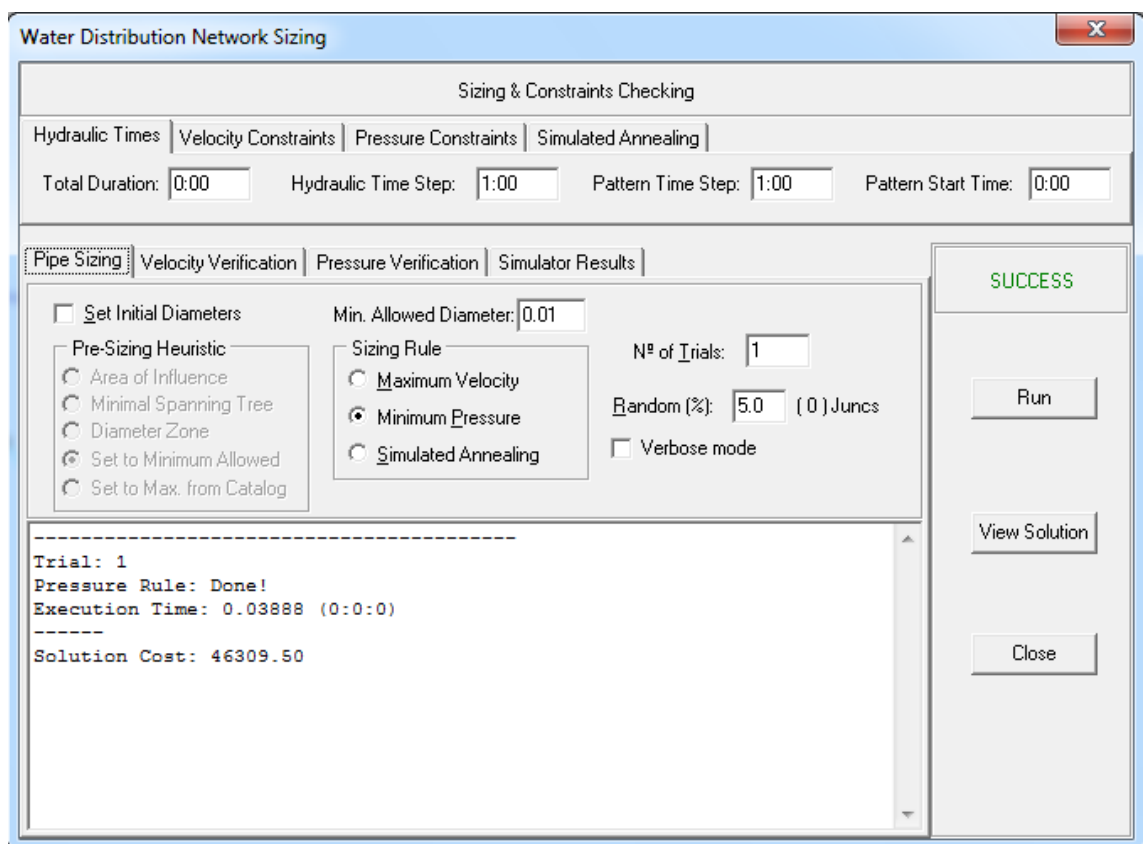 Water Distribution Network Sizing
x
Sizing & Constraints Checking
Hydraulic Times Velocity Constraints Pressure Constraints Simulated Annealing
Total Duration: 0:00 Hydraulic Time Step: 1:00 Pattern Time Step: 1:00 Pattern Start Time: 0:00
Pipe Sizing Velocity Verification Pressure Verification Simulator Results
SUCCESS
Set Initial Diameters Min. Allowed Diameter: 0.01
Pre-Sizing Heuristic
Area of Influence
Minimal Spanning Tree
Diameter Zone
Set to Minimum Allowed
Set to Max. from Catalog
Sizing Rule
Maximum Velocity
Minimum Pressure
Simulated Annealing
Nº of Trials: 1
Random (%): 5.0 ( 0 ) Juncs
Verbose mode
Run
View Solution
Close
-----------------------------------------
Trial: 1
Pressure Rule: Done!
Execution Time: 0.03888 (0:0:0)
------
Solution Cost: 46309.50